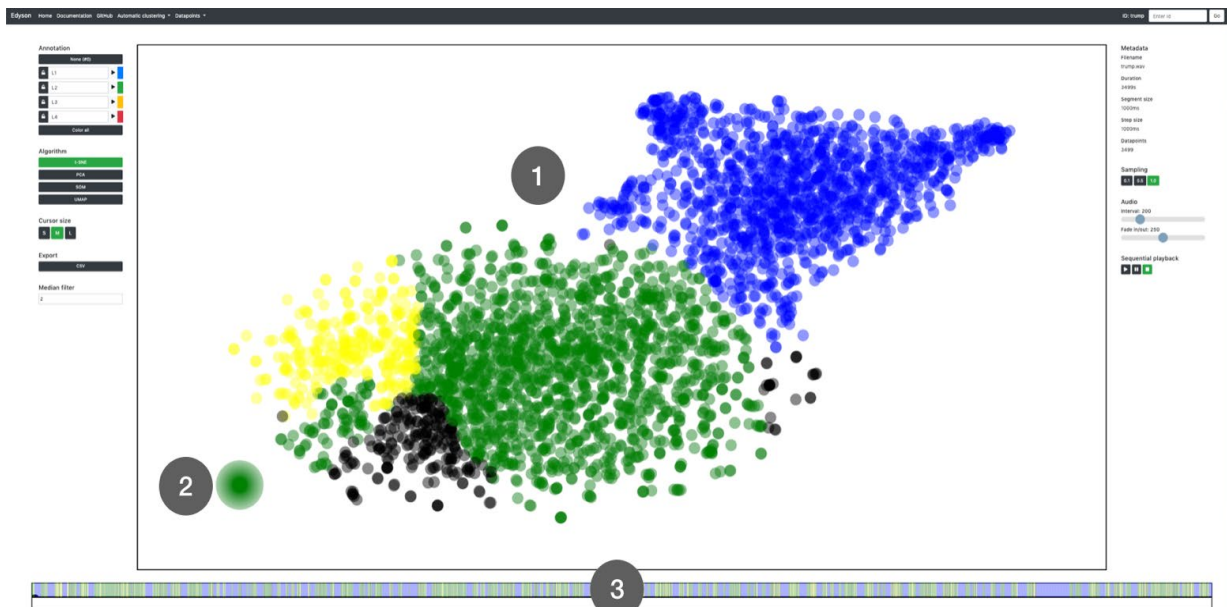 Edyson Home Documentation GitHub Automatic clustering Datapoints ID: trump Enter id Go
Annotation
None (#0)
L1
L2
L3
L4
Color all
Algorithm
t-SNE
PCA
SOM
UMAP
Cursor size
S M L
Export
CSV
Median filter
2
1
2
3
Metadata
Filename
trump.wav
Duration
3499s
Segment size
1000ms
Step size
1000ms
Datapoints
3499
Sampling
0.1 0.5 1.0
Audio
Interval: 200
Fade in/out: 250
Sequential playback